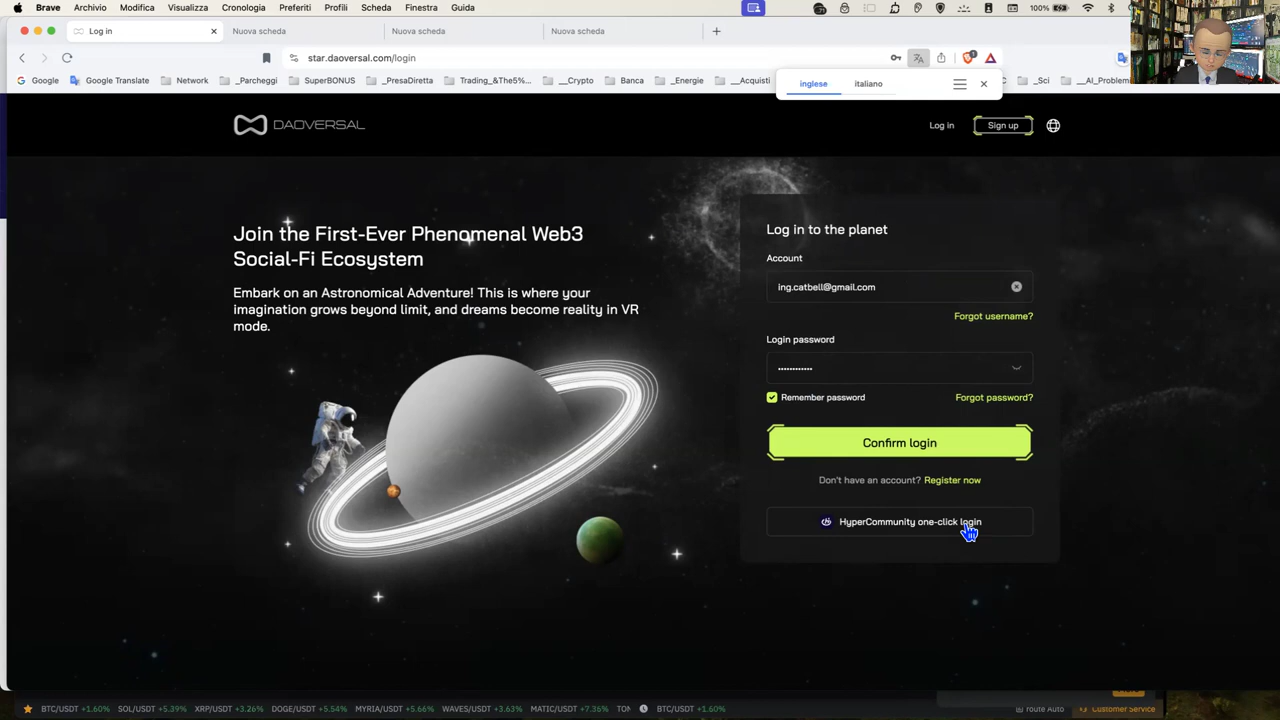 Brave Archivio Modifica Visualizza Cronologia Preferiti Profili Scheda Finestra Guida 100%
Log in Nuova scheda Nuova scheda Nuova scheda
star.daoversal.com/login
Google Google Translate Network _Parcheggi SuperBONUS _PresaDiretta Trading_&The5%... __Crypto Banca _Energie __Acquisti _Sci __AI_Problem
inglese italiano
DAOVERSAL
Log in Sign up
Join the First-Ever Phenomenal Web3
Social-Fi Ecosystem
Embark on an Astronomical Adventure! This is where your
imagination grows beyond limit, and dreams become reality in VR
mode.
Log in to the planet
Account
ing.catbell@gmail.com
Forgot username?
Login password
••••••••••••
Remember password Forgot password?
Confirm login
Don't have an account? Register now
HyperCommunity one-click login
BTC/USDT +1.60% SOL/USDT +5.39% XRP/USDT +3.26% DOGE/USDT +5.54% MYRIA/USDT +5.66% WAVES/USDT +3.63% MATIC/USDT +7.36% TON BTC/USDT +1.60% route Auto Customer Service